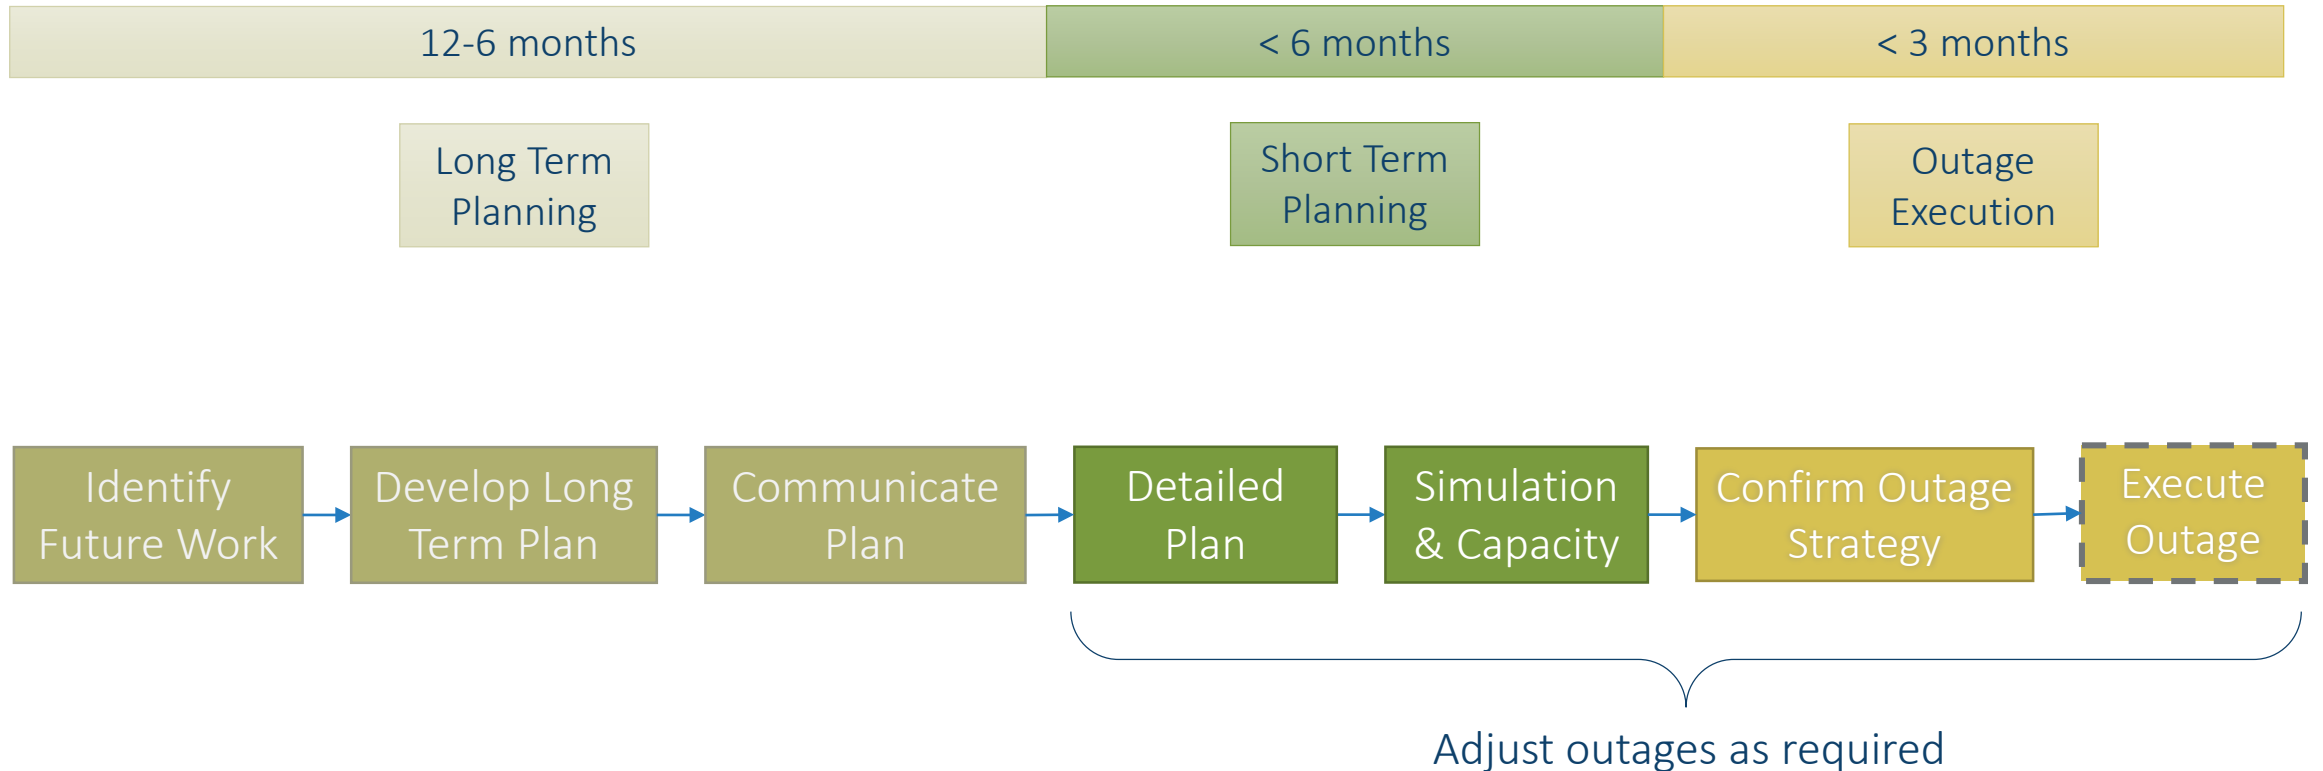 12-6 months
< 6 months
< 3 months
Long Term
Planning
Short Term
Planning
Outage
Execution
Identify
Future Work
Develop Long
Term Plan
Communicate
Plan
Detailed
Plan
Simulation
& Capacity
Confirm Outage
Strategy
Execute
Outage
Adjust outages as required